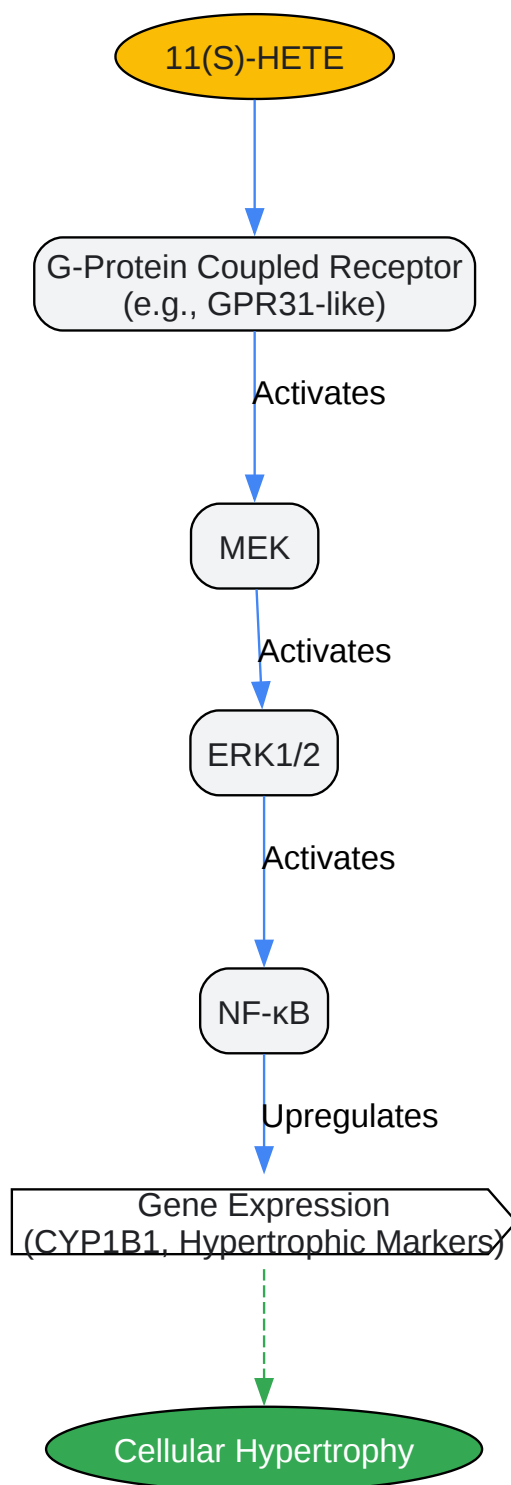 11(S)-HETE
G-Protein Coupled Receptor
(e.g., GPR31-like)
Activates
MEK
Activates
ERK1/2
Activates
NF-κB
Upregulates
Gene Expression
(CYP1B1, Hypertrophic Markers)
Cellular Hypertrophy